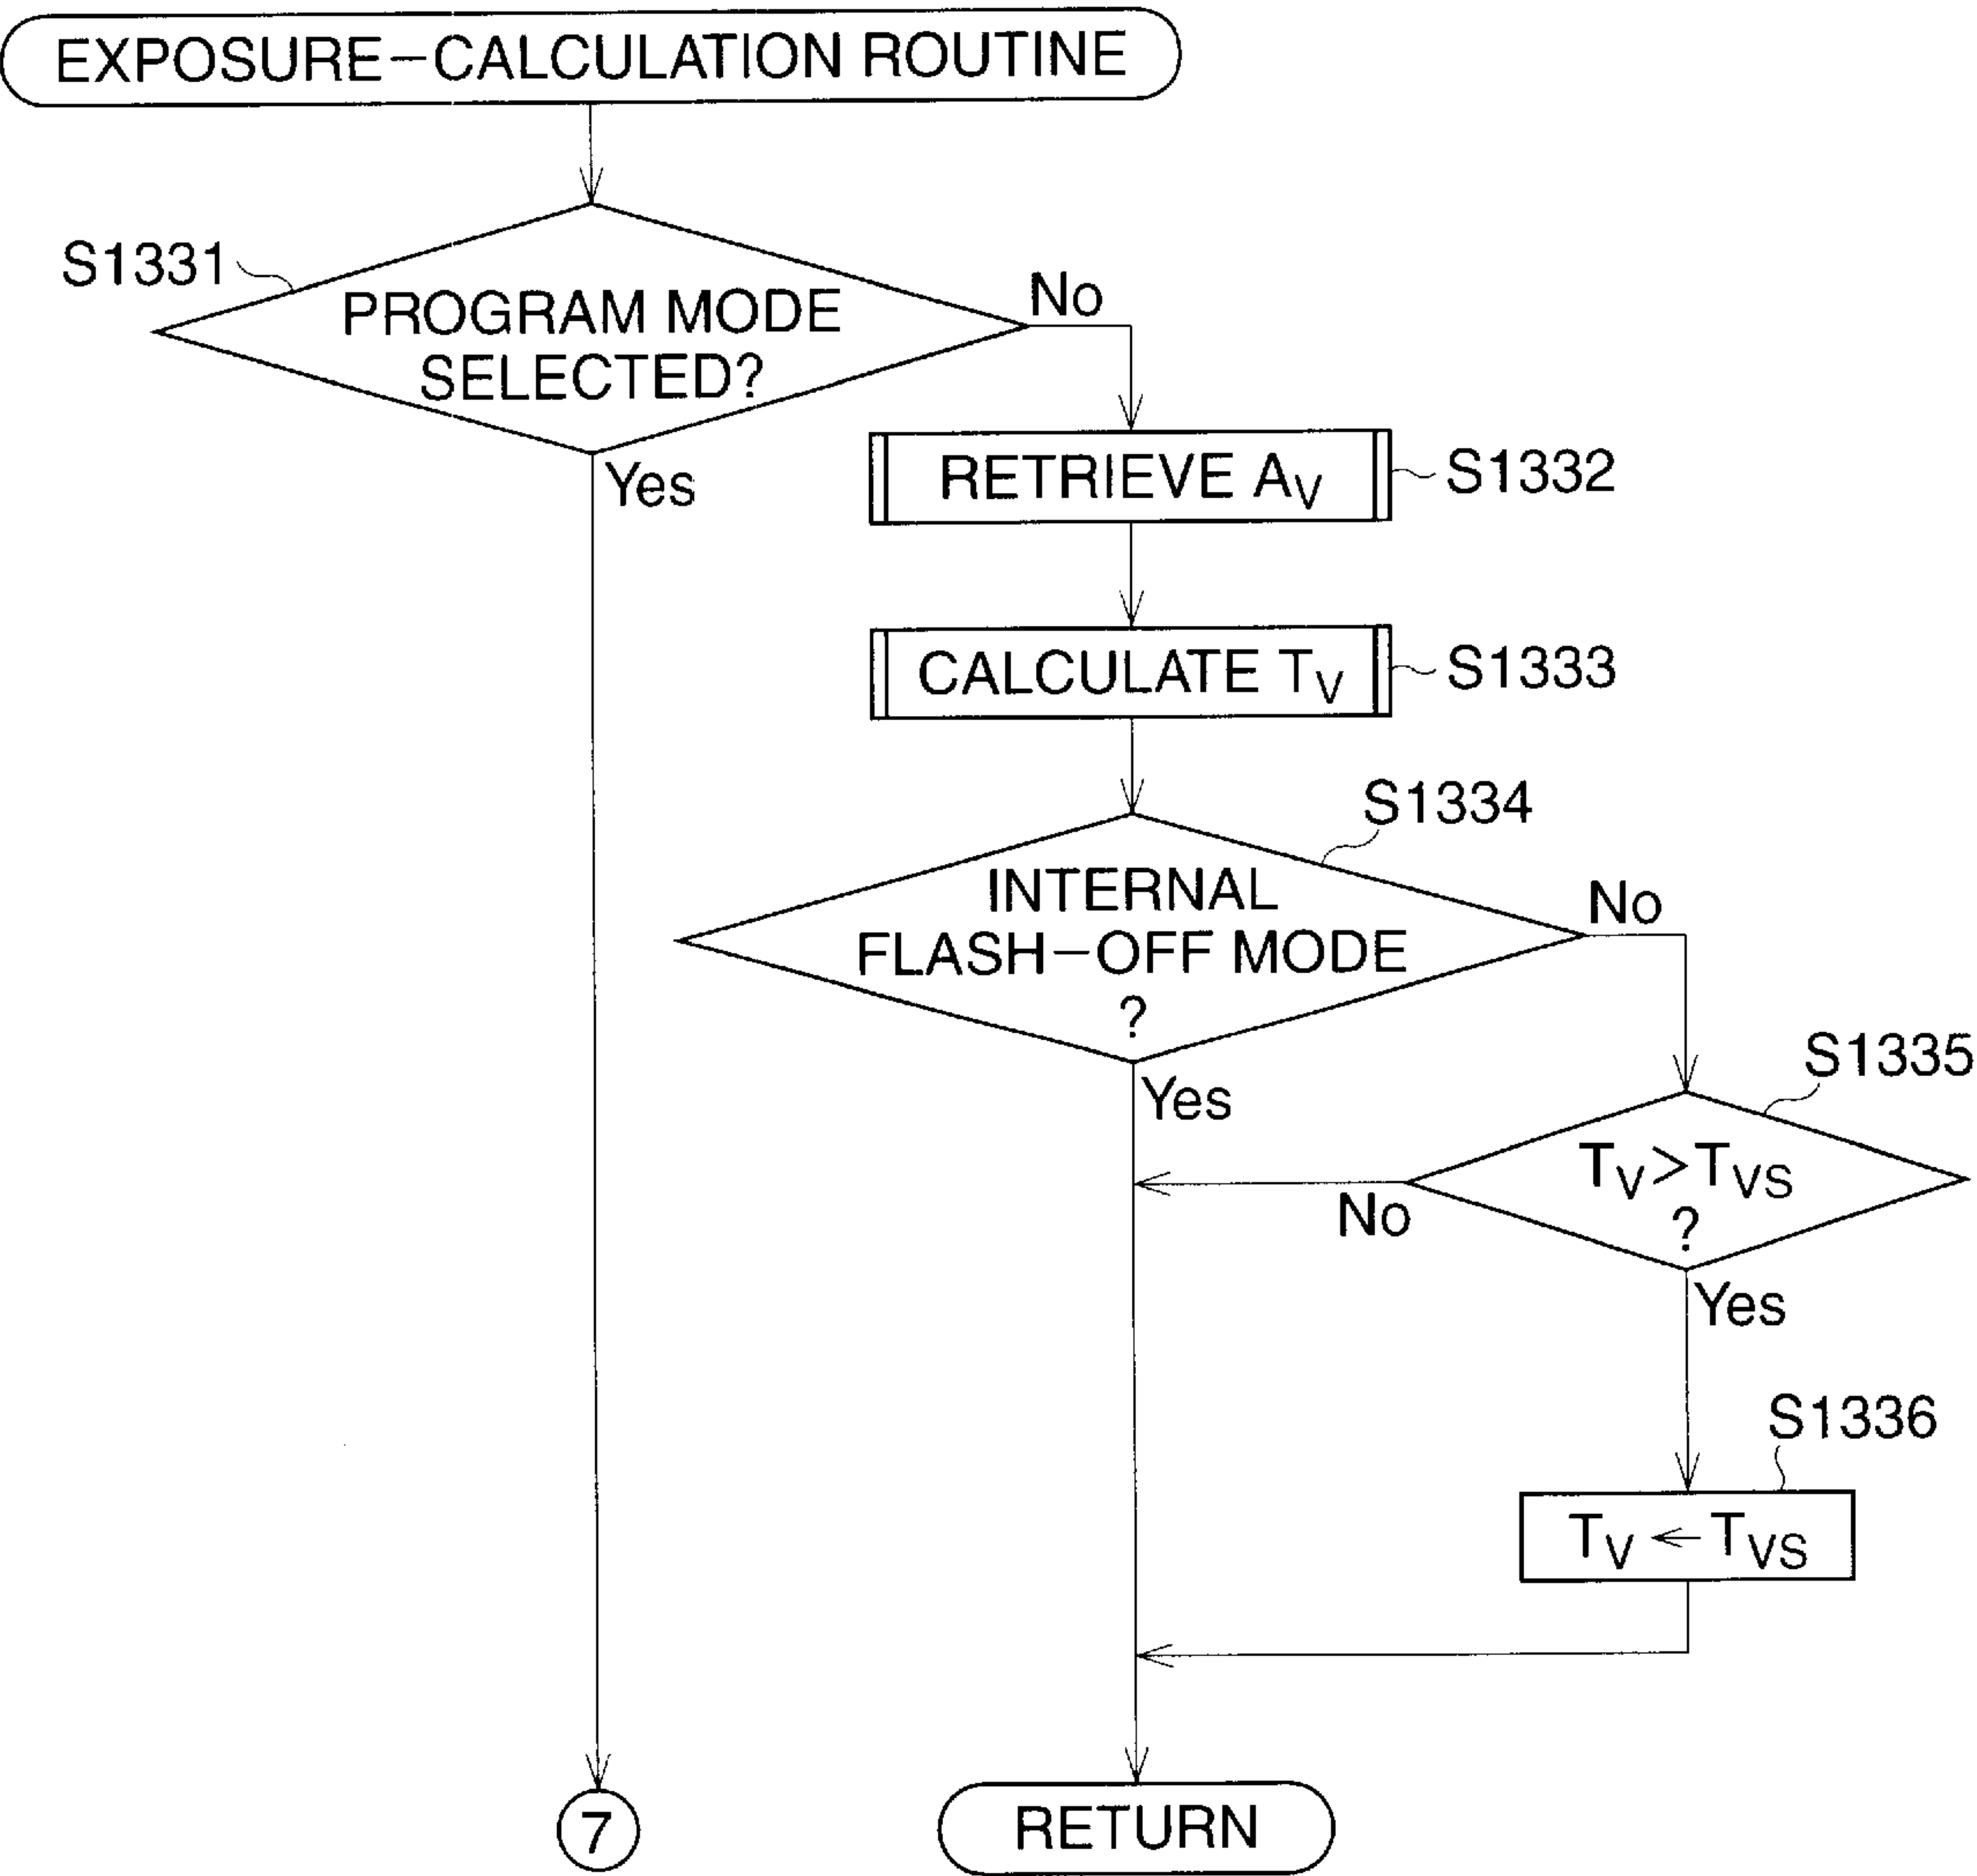 EXPOSURE-CALCULATION ROUTINE
S1331
PROGRAM MODE
SELECTED?
No
Yes
RETRIEVE AV
S1332
CALCULATE TV
S1333
S1334
INTERNAL
FLASH-OFF MODE
?
No
Yes
S1335
TV>TVS
?
No
Yes
S1336
TV ← TVS
7
RETURN